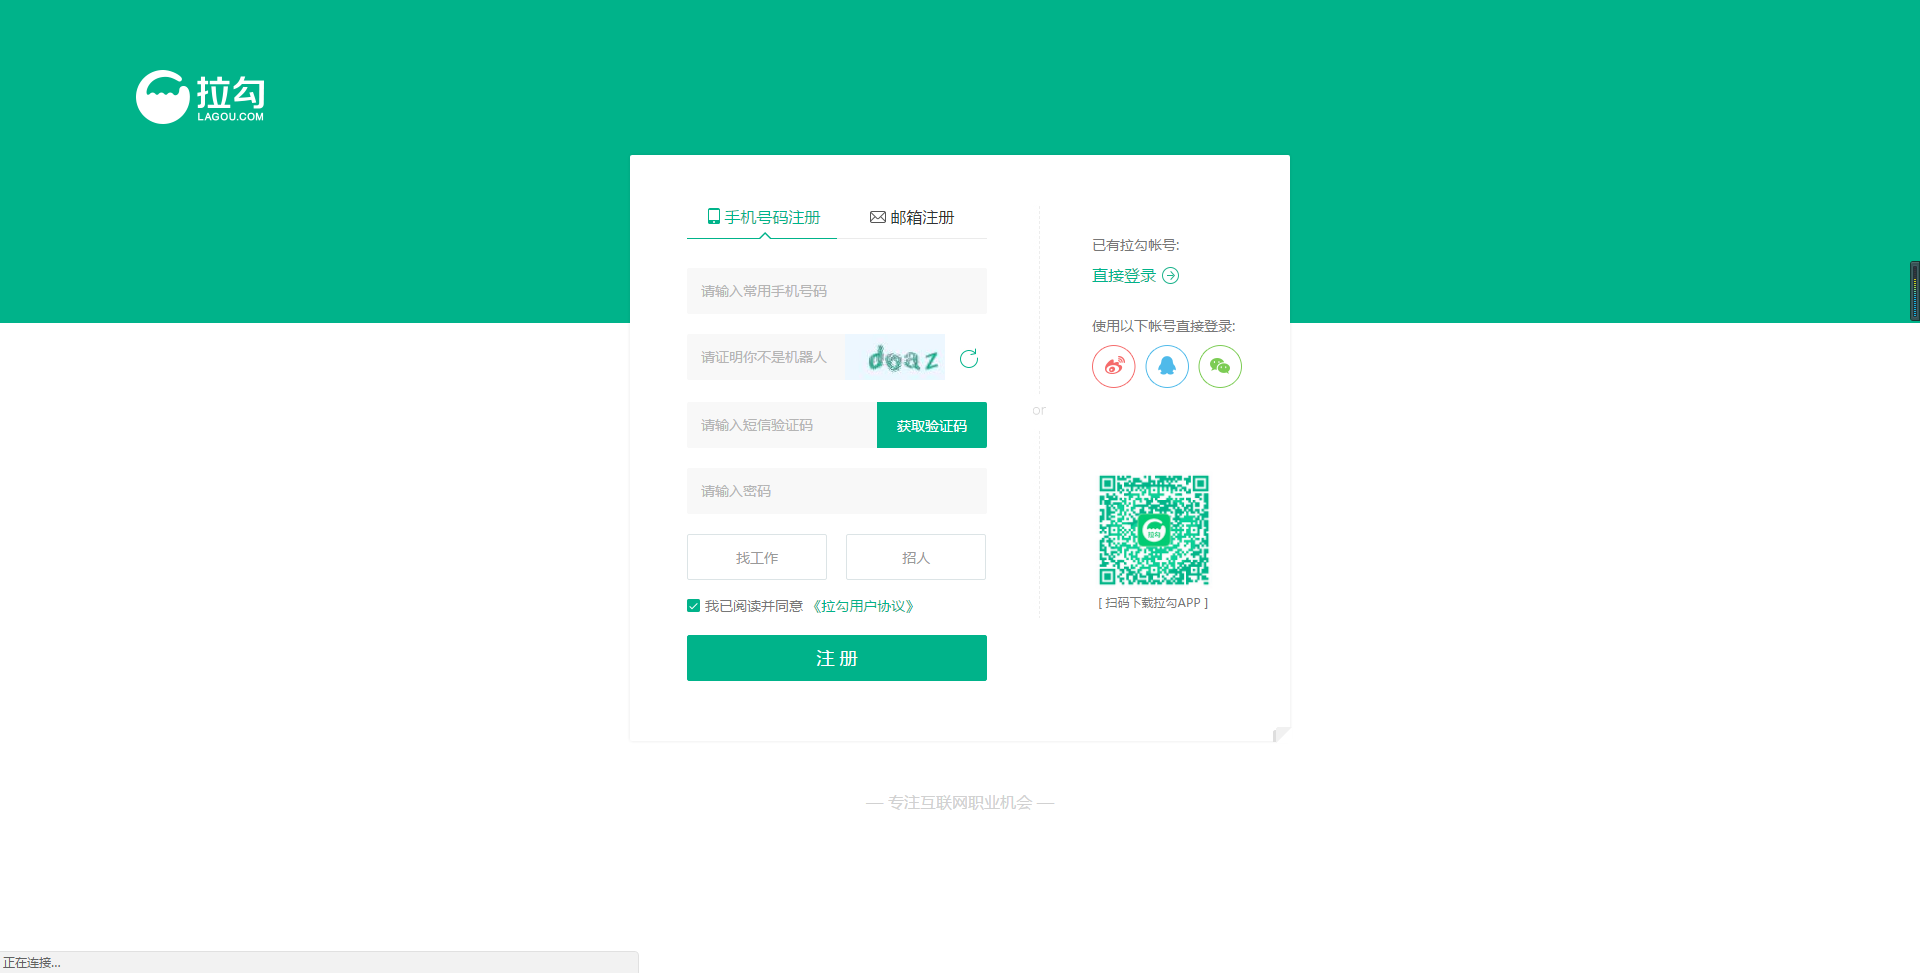 拉勾
LAGOU.COM
手机号码注册
邮箱注册
请输入常用手机号码
请证明你不是机器人
请输入短信验证码
获取验证码
请输入密码
找工作
招人
我已阅读并同意 《拉勾用户协议》
注 册
or
已有拉勾帐号:
直接登录
使用以下帐号直接登录:
拉勾
[ 扫码下载拉勾APP ]
— 专注互联网职业机会 —
正在连接...